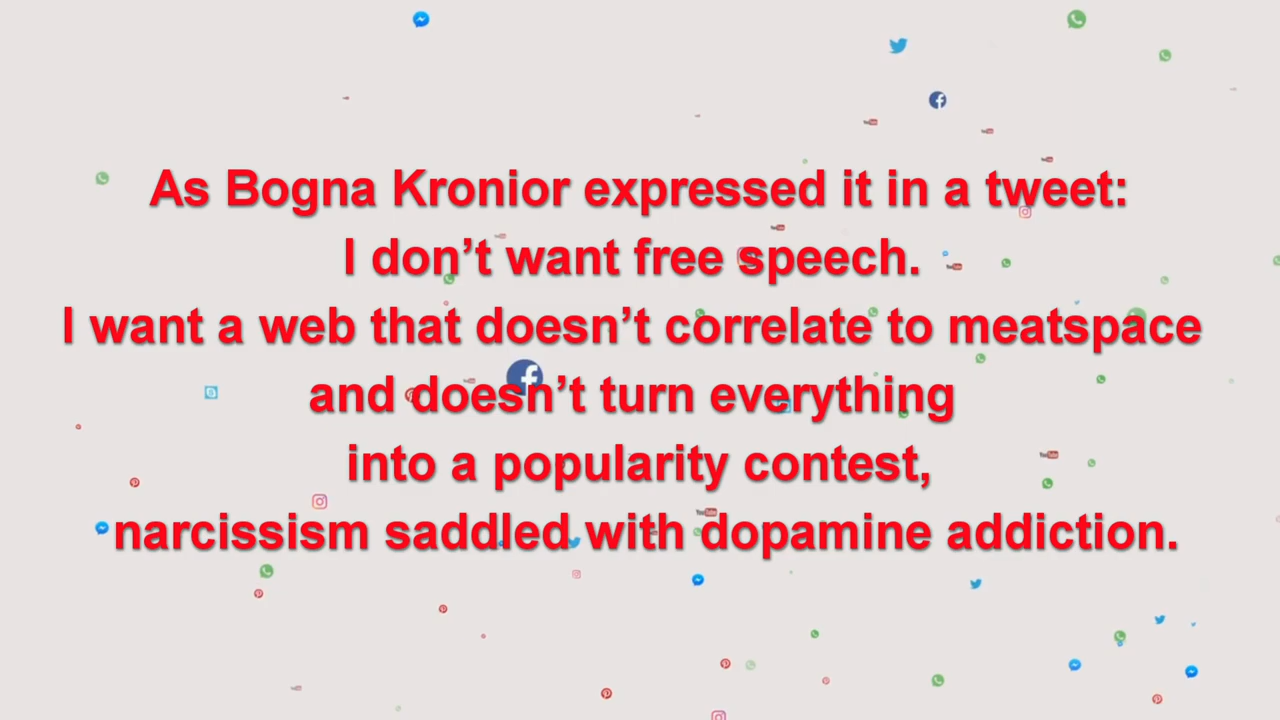 As Bogna Kronior expressed it in a tweet:
I don’t want free speech.
I want a web that doesn’t correlate to meatspace
and doesn’t turn everything
into a popularity contest,
narcissism saddled with dopamine addiction.